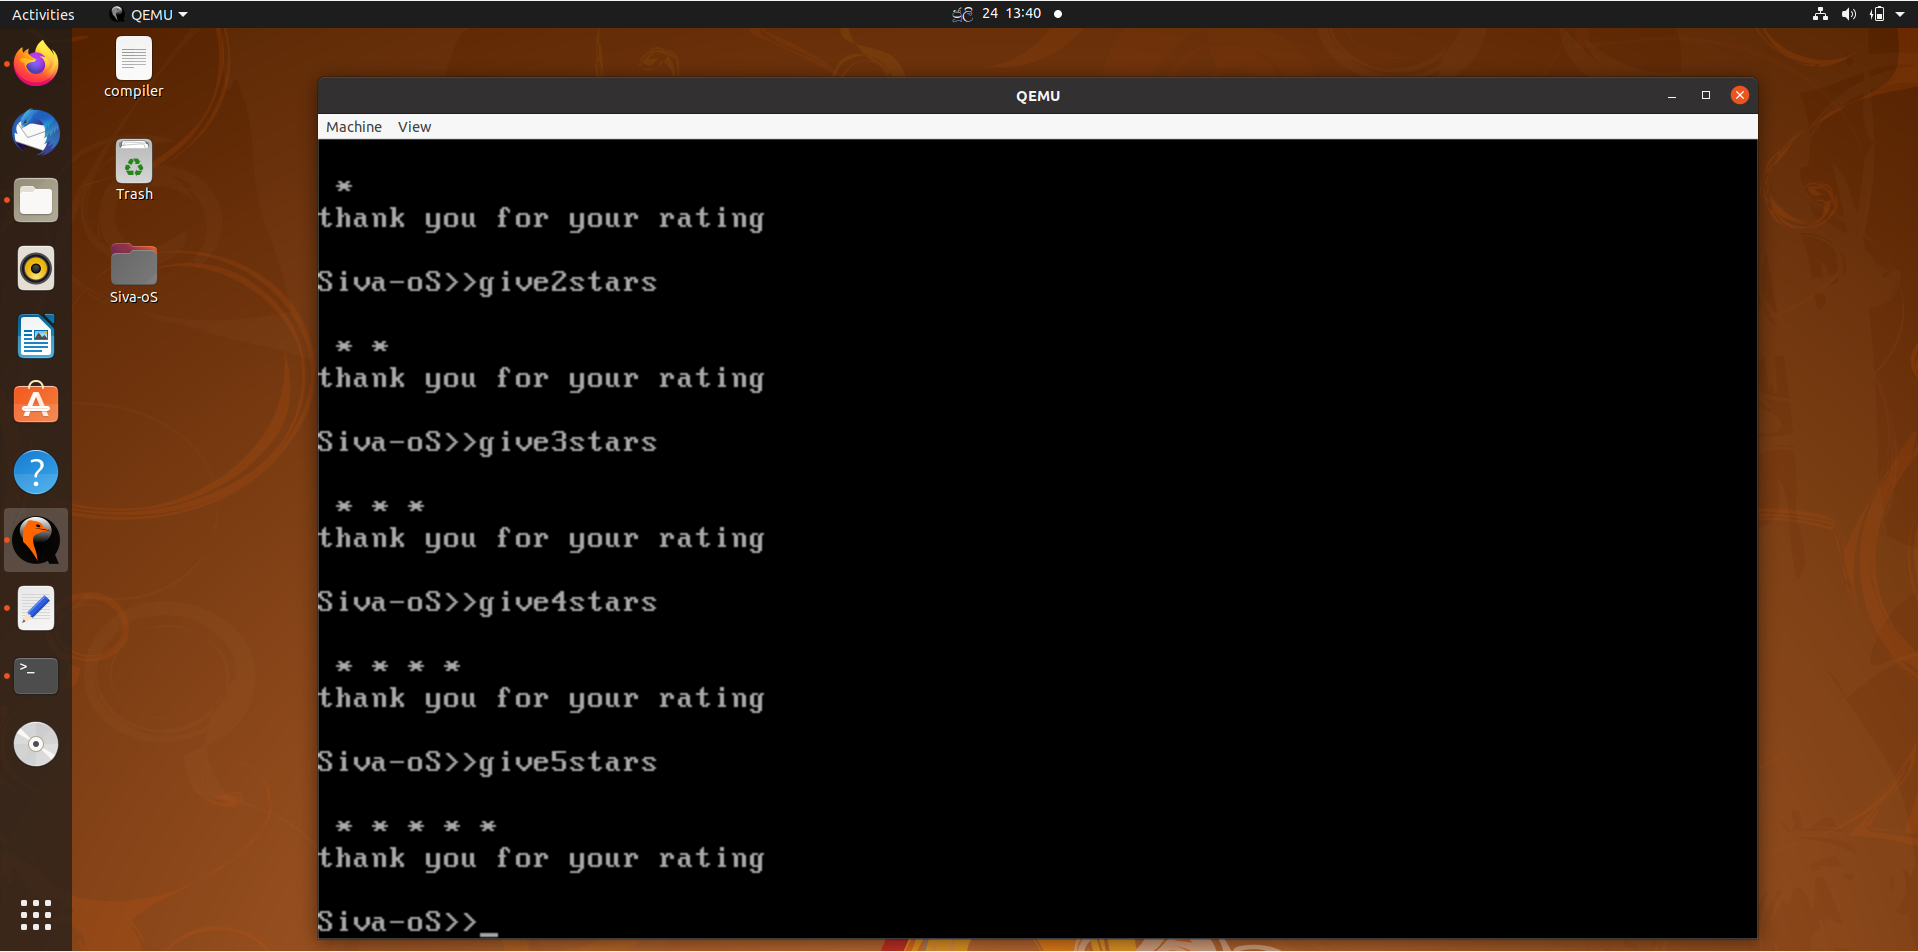 Activities QEMU ජූලි 24 13:40
compiler
Trash
Siva-oS
QEMU
Machine View
*
thank you for your rating
Siva-oS>>give2stars
* *
thank you for your rating
Siva-oS>>give3stars
* * *
thank you for your rating
Siva-oS>>give4stars
* * * *
thank you for your rating
Siva-oS>>give5stars
* * * * *
thank you for your rating
Siva-oS>>_